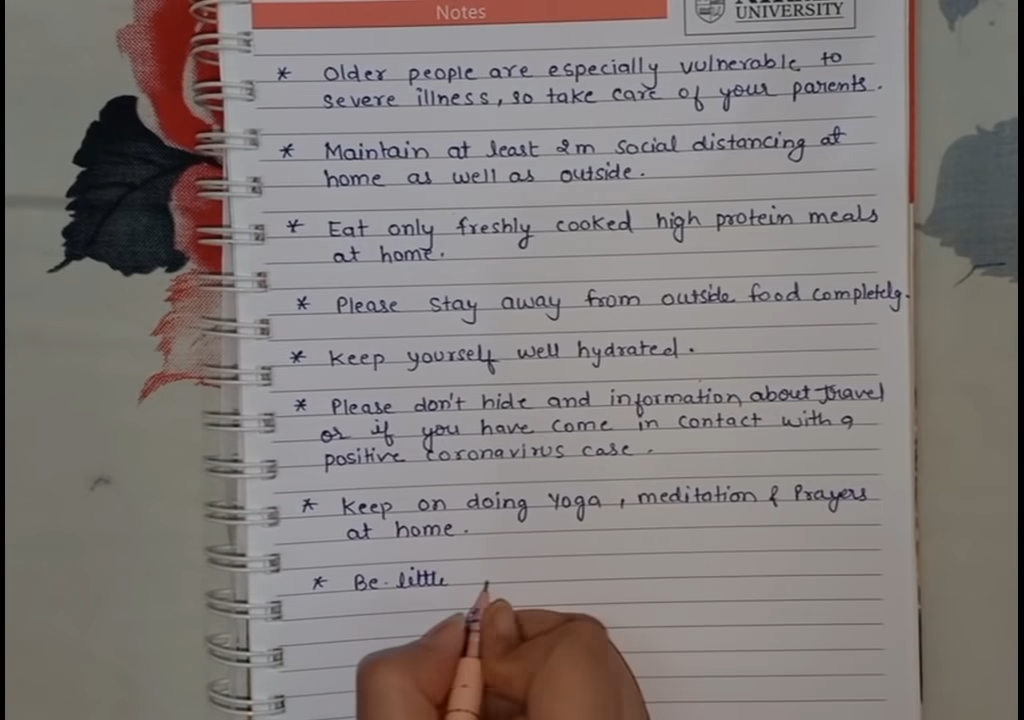 Notes
UNIVERSITY
* Older people are especially vulnerable to
severe illness, so take care of your parents.
* Maintain at least 2m social distancing at
home as well as outside.
* Eat only freshly cooked high protein meals
at home.
* Please stay away from outside food completely.
* Keep yourself well hydrated.
* Please don't hide and information about travel
or if you have come in contact with a
positive coronavirus case.
* Keep on doing Yoga, meditation & Prayers
at home.
* Be little